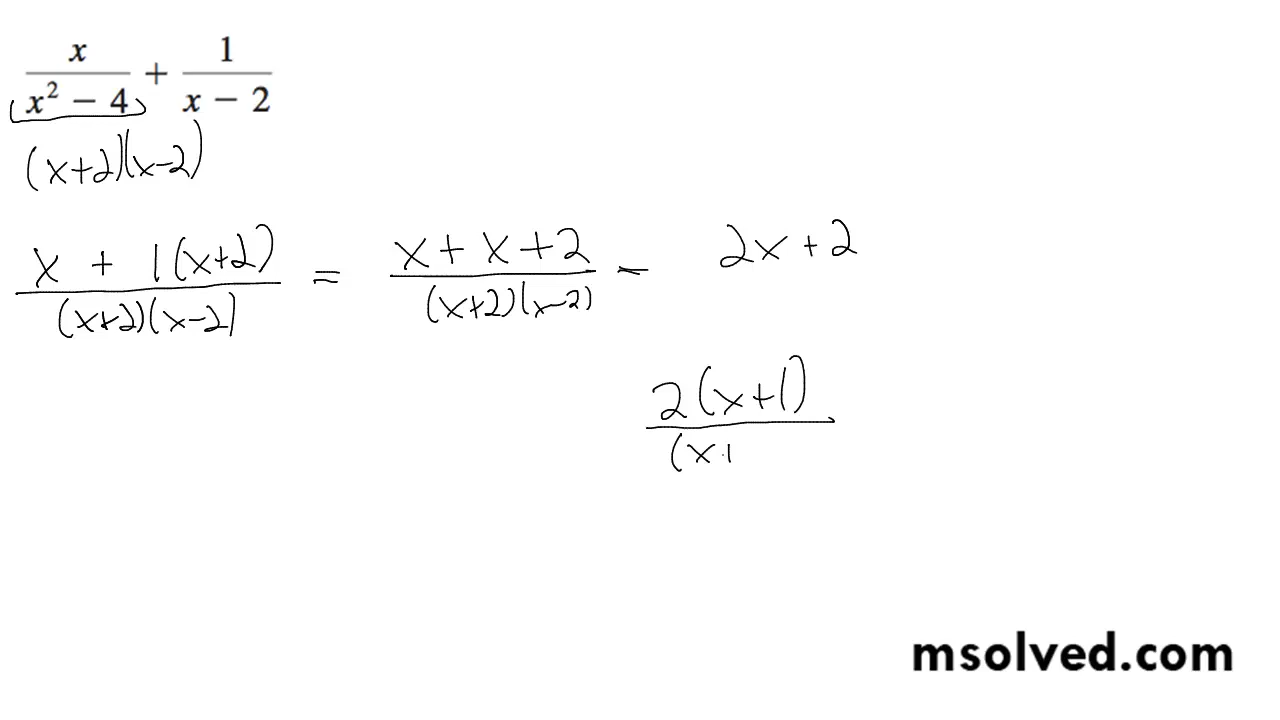 x/(x² − 4) + 1/(x − 2)
(x+2)(x−2)
(x + 1(x+2))/((x+2)(x−2)) = (x + x + 2)/((x+2)(x−2)) − 2x + 2
2(x+1)/(x
msolved.com